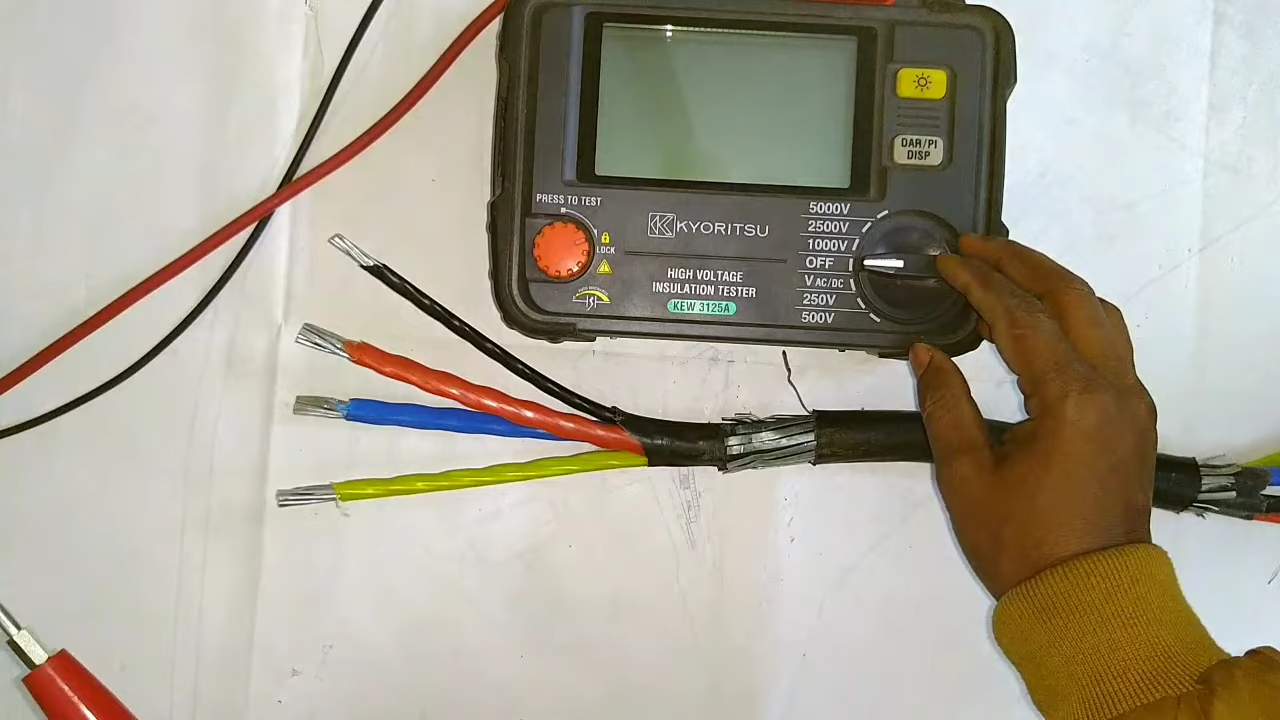 DAR/PI
DISP
PRESS TO TEST
LOCK
KYORITSU
HIGH VOLTAGE
INSULATION TESTER
KEW 3125A
5000V
2500V
1000V
OFF
V AC/DC
250V
500V